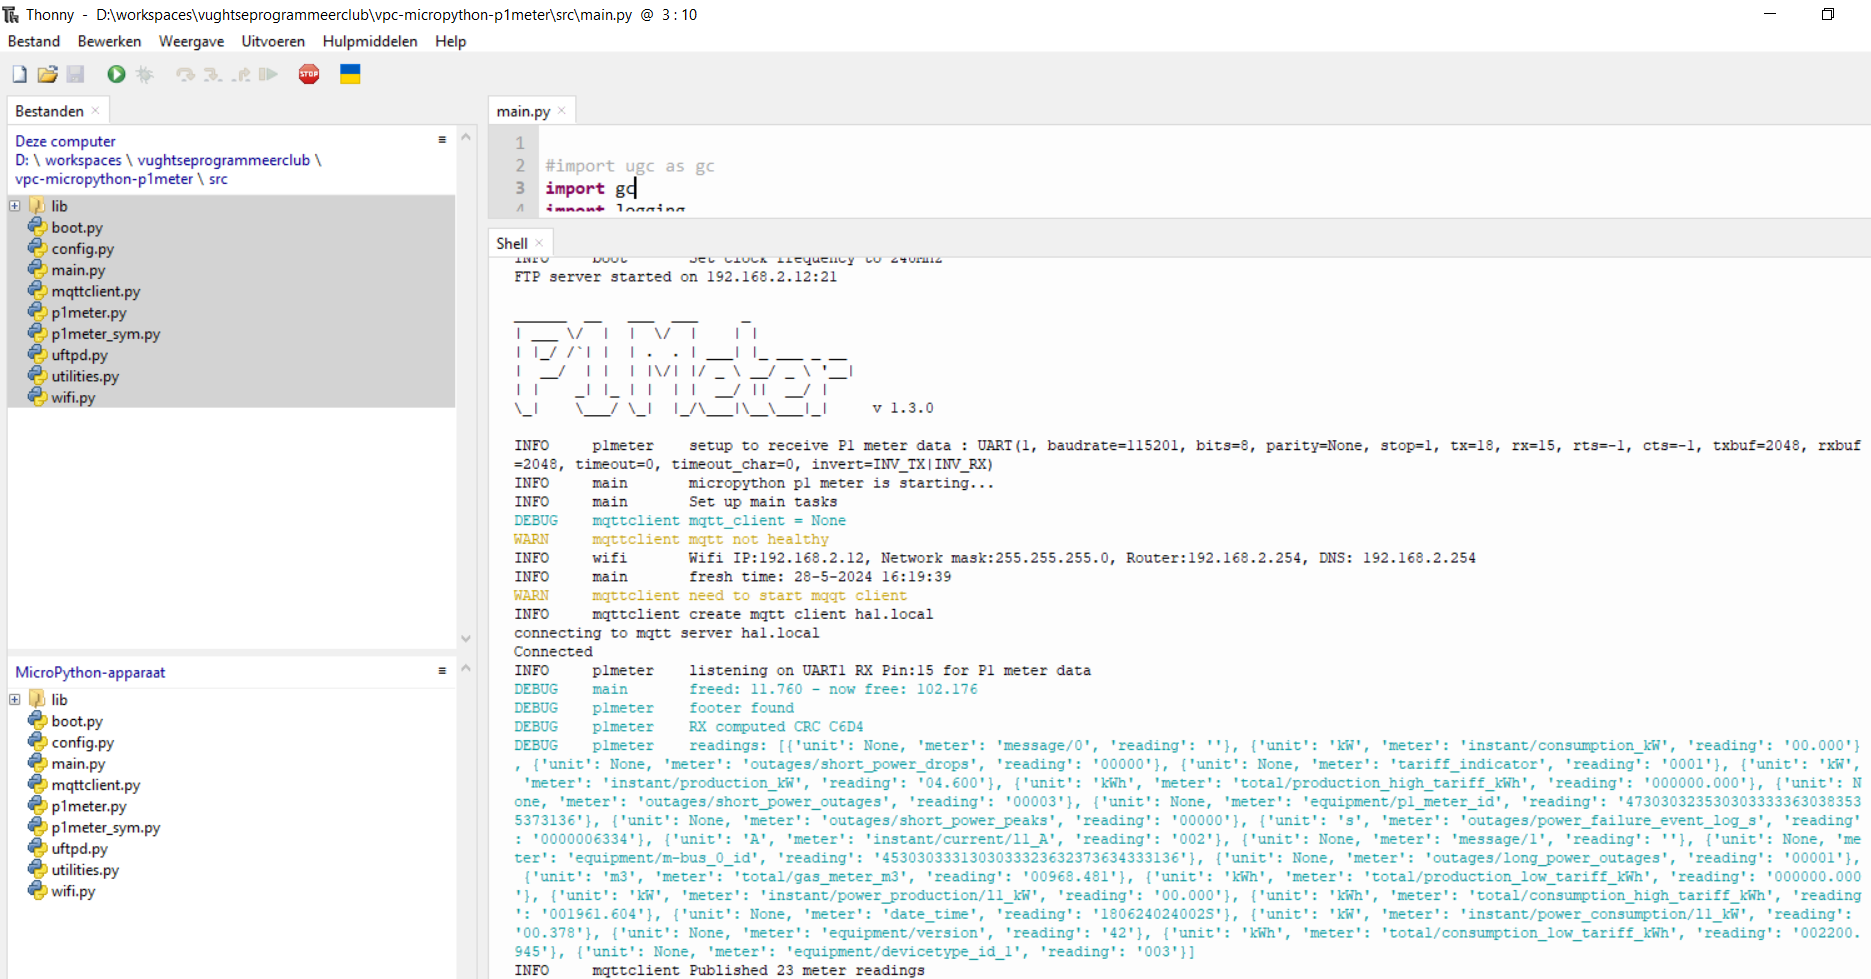 Thonny - D:\workspaces\vughtseprogrammeerclub\vpc-micropython-p1meter\src\main.py @ 3 : 10
Bestand Bewerken Weergave Uitvoeren Hulpmiddelen Help
STOP
Bestanden
Deze computer
D: \ workspaces \ vughtseprogrammeerclub \
vpc-micropython-p1meter \ src
lib
boot.py
config.py
main.py
mqttclient.py
p1meter.py
p1meter_sym.py
uftpd.py
utilities.py
wifi.py
MicroPython-apparaat
lib
boot.py
config.py
main.py
mqttclient.py
p1meter.py
p1meter_sym.py
uftpd.py
utilities.py
wifi.py
main.py
1
2 #import ugc as gc
3 import gc
4 import logging
Shell
INFO boot Set clock frequency to 240MHz
FTP server started on 192.168.2.12:21
P1 Meter
v 1.3.0
INFO p1meter setup to receive P1 meter data : UART(1, baudrate=115201, bits=8, parity=None, stop=1, tx=18, rx=15, rts=-1, cts=-1, txbuf=2048, rxbuf
=2048, timeout=0, timeout_char=0, invert=INV_TX|INV_RX)
INFO main micropython p1 meter is starting...
INFO main Set up main tasks
DEBUG mqttclient mqtt_client = None
WARN mqttclient mqtt not healthy
INFO wifi Wifi IP:192.168.2.12, Network mask:255.255.255.0, Router:192.168.2.254, DNS: 192.168.2.254
INFO main fresh time: 28-5-2024 16:19:39
WARN mqttclient need to start mqqt client
INFO mqttclient create mqtt client hal.local
connecting to mqtt server hal.local
Connected
INFO p1meter listening on UART1 RX Pin:15 for P1 meter data
DEBUG main freed: 11.760 - now free: 102.176
DEBUG p1meter footer found
DEBUG p1meter RX computed CRC C6D4
DEBUG p1meter readings: [{'unit': None, 'meter': 'message/0', 'reading': ''}, {'unit': 'kW', 'meter': 'instant/consumption_kW', 'reading': '00.000'}
, {'unit': None, 'meter': 'outages/short_power_drops', 'reading': '00000'}, {'unit': None, 'meter': 'tariff_indicator', 'reading': '0001'}, {'unit': 'kW',
'meter': 'instant/production_kW', 'reading': '04.600'}, {'unit': 'kWh', 'meter': 'total/production_high_tariff_kWh', 'reading': '000000.000'}, {'unit': N
one, 'meter': 'outages/short_power_outages', 'reading': '00003'}, {'unit': None, 'meter': 'equipment/p1_meter_id', 'reading': '473030323530303333363038353
5373136'}, {'unit': None, 'meter': 'outages/short_power_peaks', 'reading': '00000'}, {'unit': 's', 'meter': 'outages/power_failure_event_log_s', 'reading'
: '0000006334'}, {'unit': 'A', 'meter': 'instant/current/l1_A', 'reading': '002'}, {'unit': None, 'meter': 'message/1', 'reading': ''}, {'unit': None, 'me
ter': 'equipment/m-bus_0_id', 'reading': '4530303331303033323632373634333136'}, {'unit': None, 'meter': 'outages/long_power_outages', 'reading': '00001'},
{'unit': 'm3', 'meter': 'total/gas_meter_m3', 'reading': '00968.481'}, {'unit': 'kWh', 'meter': 'total/production_low_tariff_kWh', 'reading': '000000.000
'}, {'unit': 'kW', 'meter': 'instant/power_production/l1_kW', 'reading': '00.000'}, {'unit': 'kWh', 'meter': 'total/consumption_high_tariff_kWh', 'reading
': '001961.604'}, {'unit': None, 'meter': 'date_time', 'reading': '180624024002S'}, {'unit': 'kW', 'meter': 'instant/power_consumption/l1_kW', 'reading':
'00.378'}, {'unit': None, 'meter': 'equipment/version', 'reading': '42'}, {'unit': 'kWh', 'meter': 'total/consumption_low_tariff_kWh', 'reading': '002200.
945'}, {'unit': None, 'meter': 'equipment/devicetype_id_1', 'reading': '003'}]
INFO mqttclient Published 23 meter readings